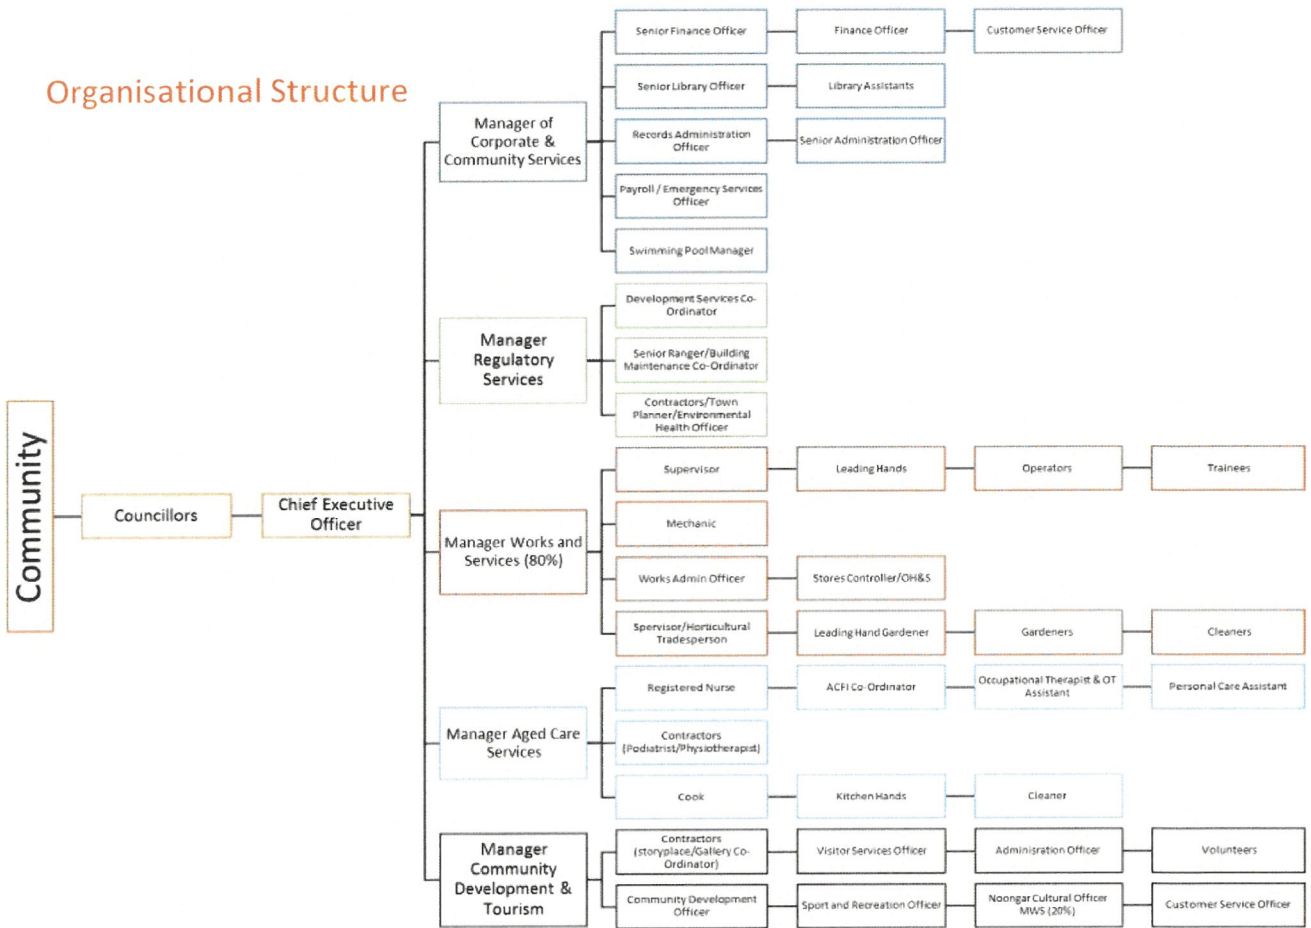 Organisational Structure
Community
Councillors
Chief Executive
Officer
Manager of
Corporate &
Community Services
Senior Finance Officer
Finance Officer
Customer Service Officer
Senior Library Officer
Library Assistants
Records Administration
Officer
Senior Administration Officer
Payroll / Emergency Services
Officer
Swimming Pool Manager
Manager
Regulatory
Services
Development Services Co-
Ordinator
Senior Ranger/Building
Maintenance Co-Ordinator
Contractors/Town
Planner/Environmental
Health Officer
Manager Works and
Services (80%)
Supervisor
Leading Hands
Operators
Trainees
Mechanic
Works Admin Officer
Stores Controller/OH&S
Spervisor/Horticultural
Tradesperson
Leading Hand Gardener
Gardeners
Cleaners
Manager Aged Care
Services
Registered Nurse
ACFI Co-Ordinator
Occupational Therapist & OT
Assistant
Personal Care Assistant
Contractors
(Podiatrist/Physiotherapist)
Cook
Kitchen Hands
Cleaner
Manager
Community
Development &
Tourism
Contractors
(storyplace/Gallery Co-
Ordinator)
Visitor Services Officer
Adminisration Officer
Volunteers
Community Development
Officer
Sport and Recreation Officer
Noongar Cultural Officer
MWS (20%)
Customer Service Officer